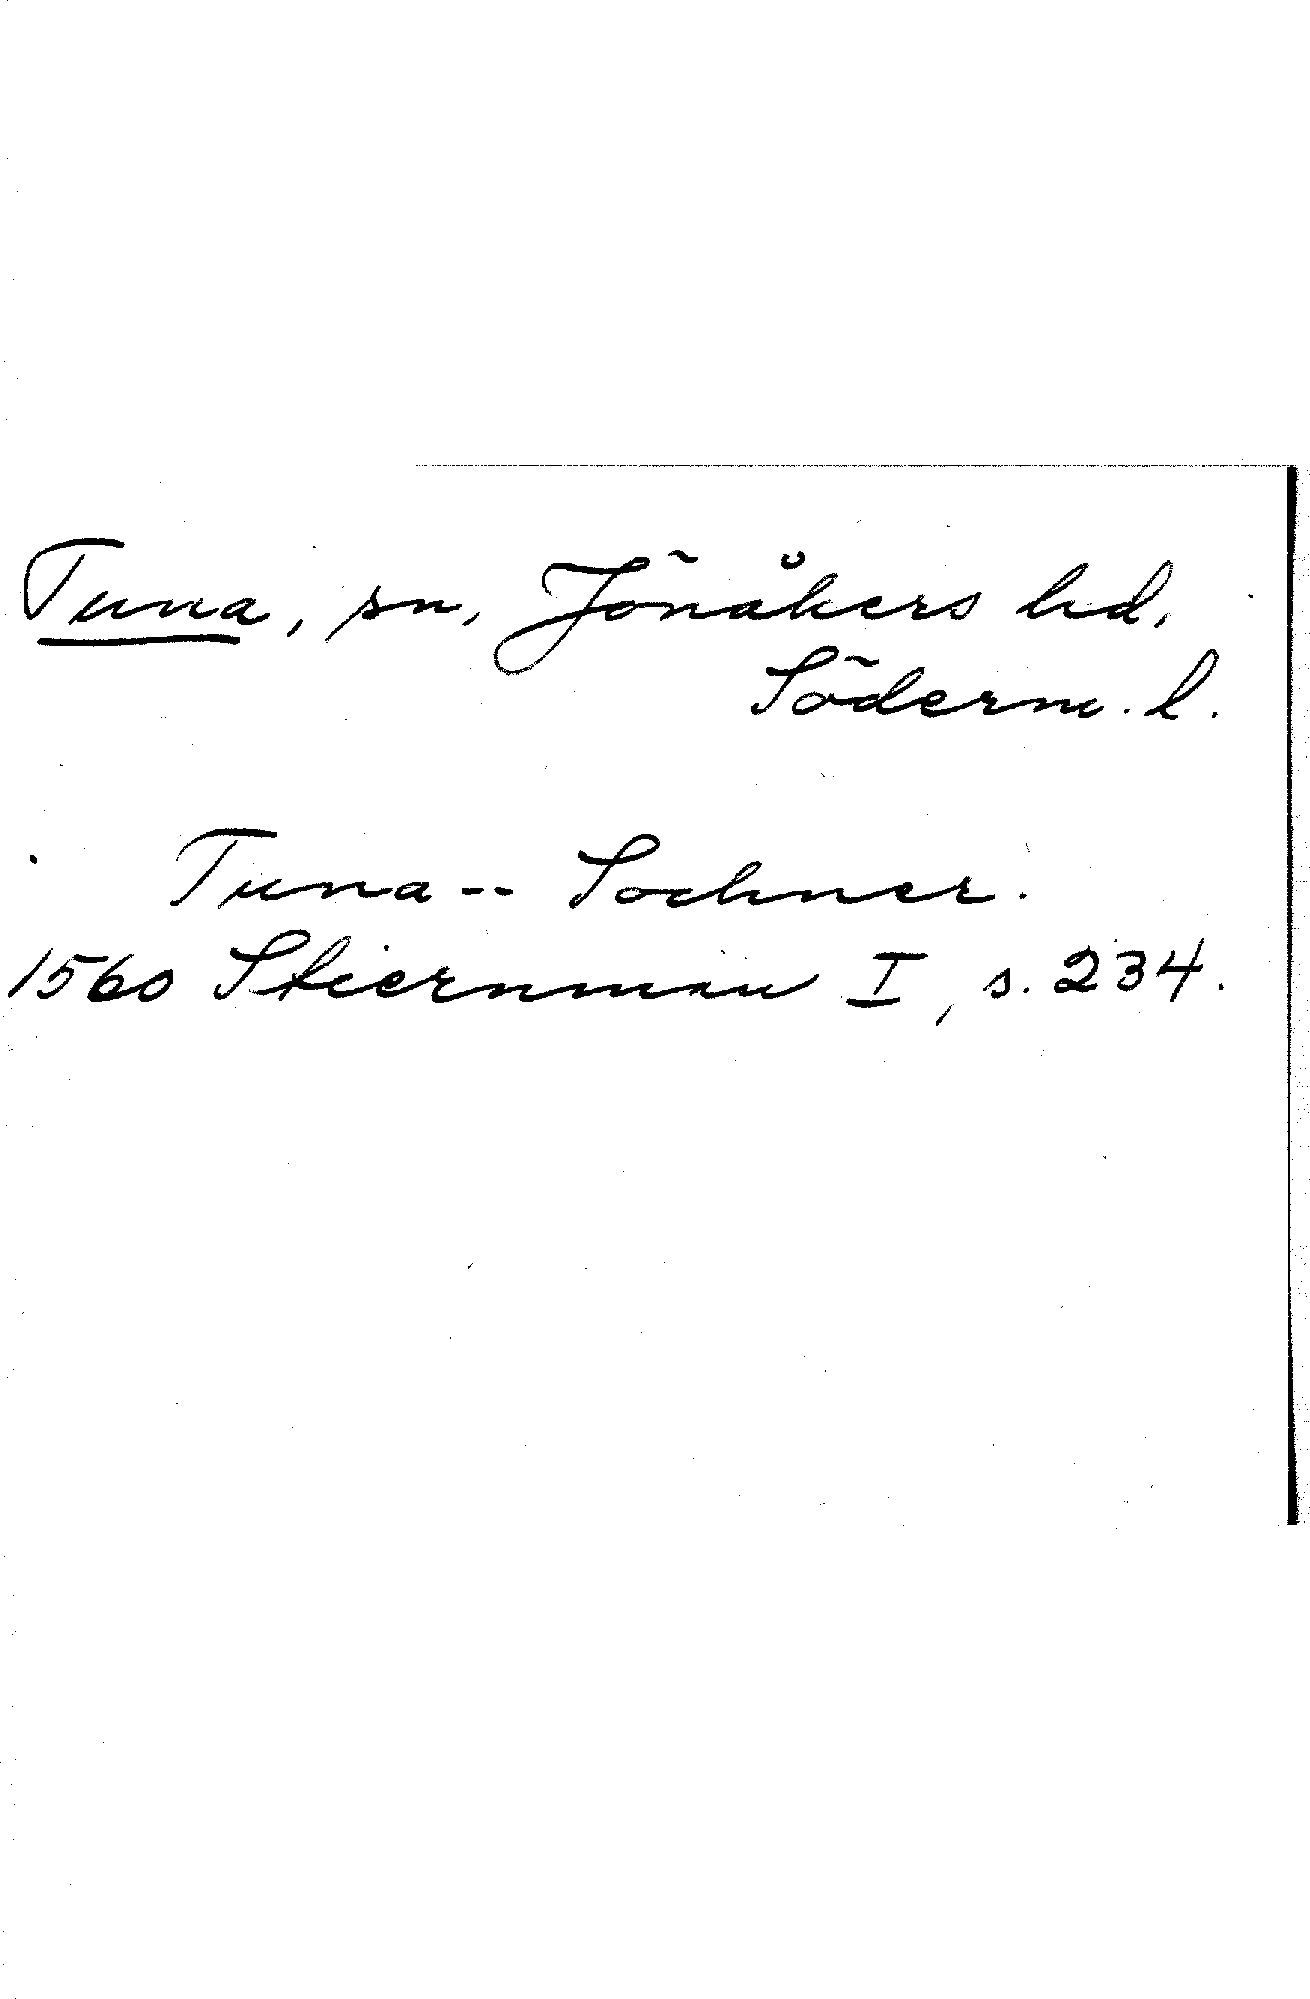 Tuna, sn, Jönåkers hd,
Söderm. l.
Tuna-- Sochner.
1560 Stiernman I, s. 234.